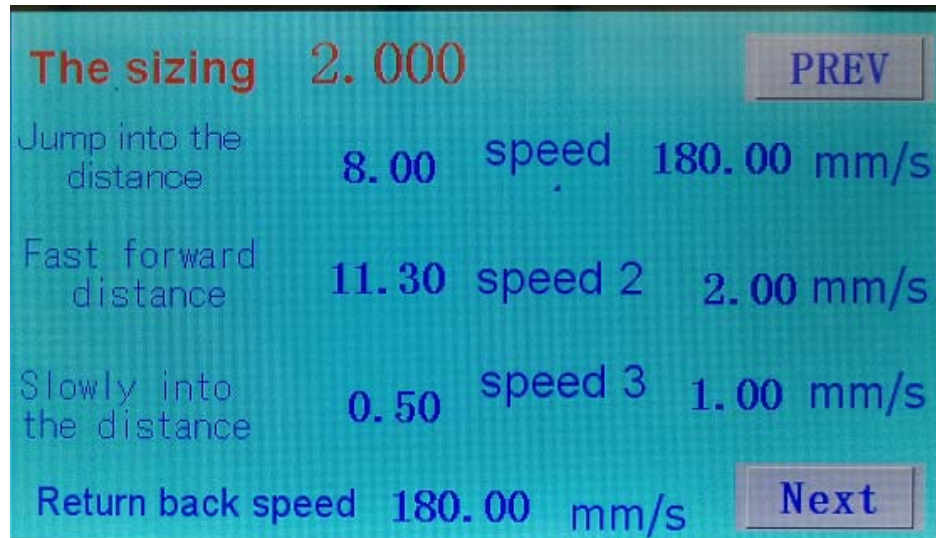 The sizing 2.000 PREV
Jump into the
distance 8.00 speed 180.00 mm/s
Fast forward
distance 11.30 speed 2 2.00 mm/s
Slowly into
the distance 0.50 speed 3 1.00 mm/s
Return back speed 180.00 mm/s Next